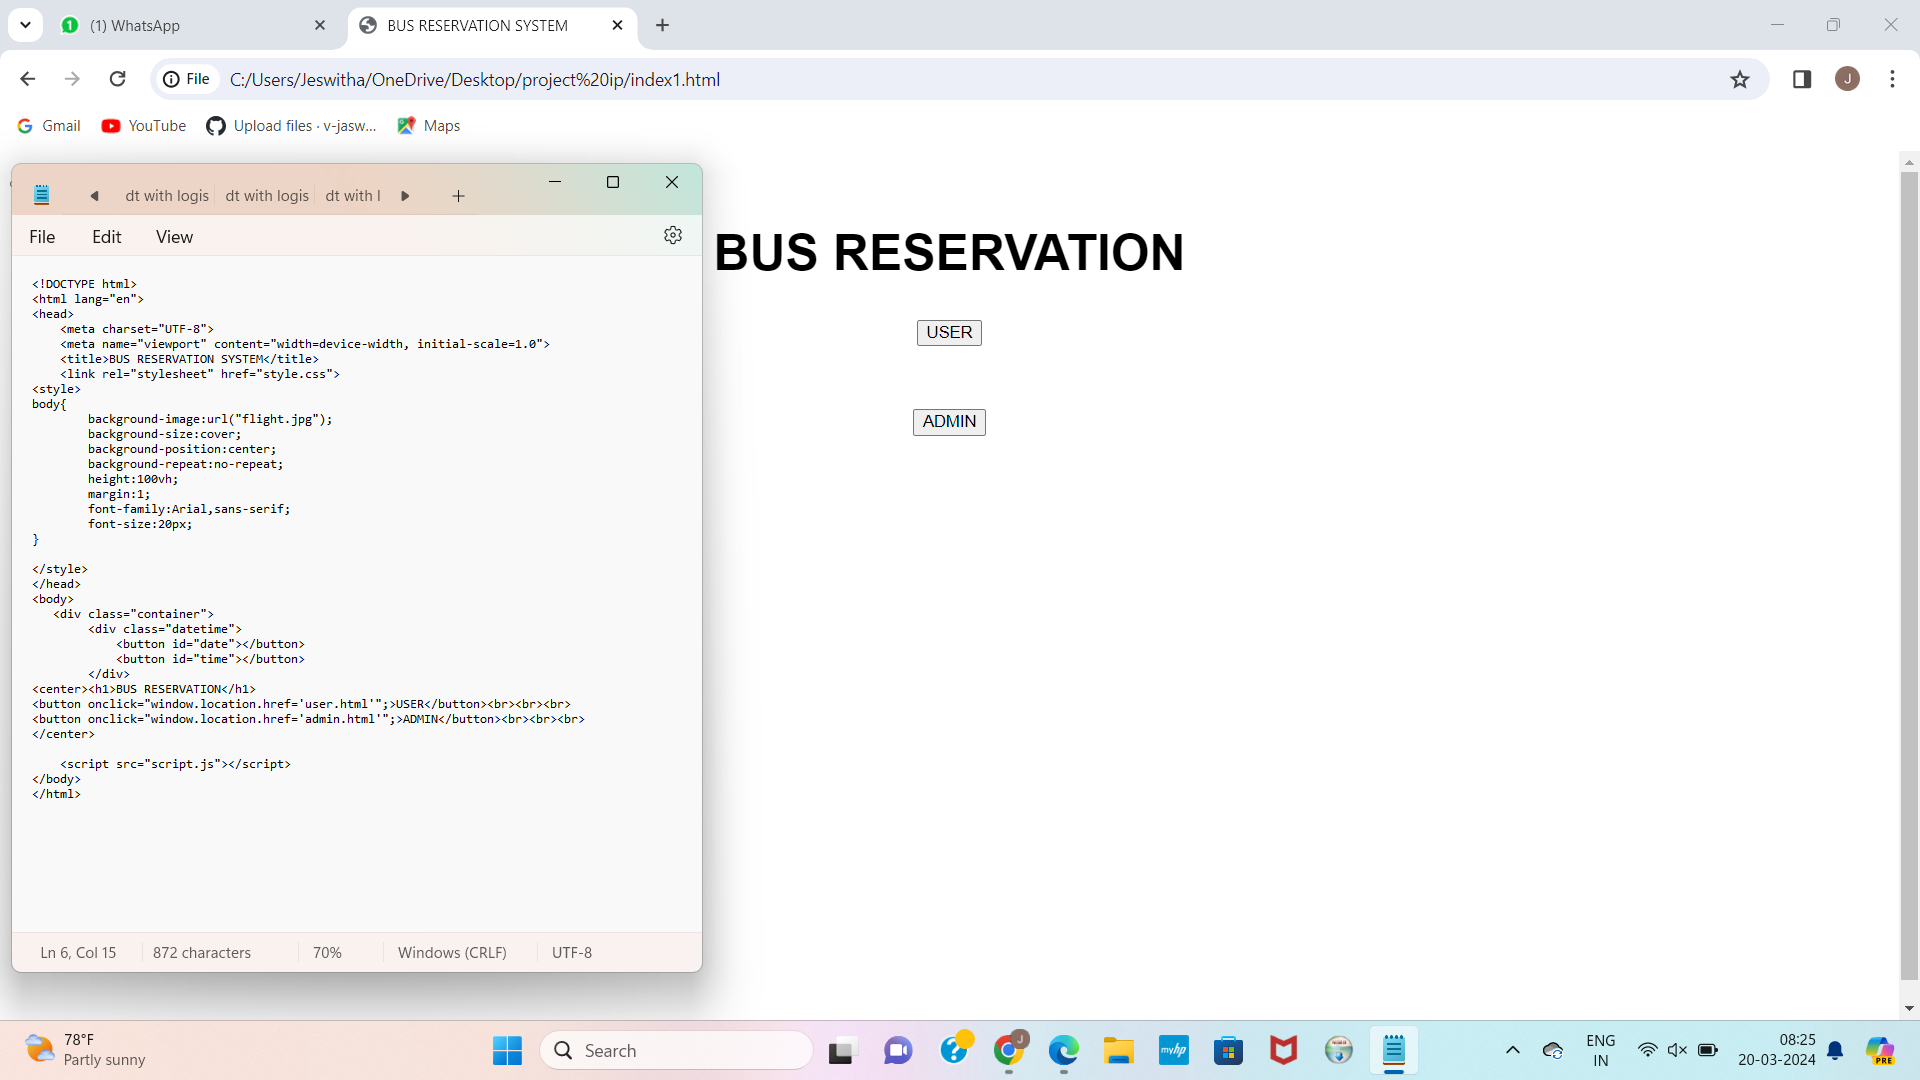 (1) WhatsApp
BUS RESERVATION SYSTEM
File
C:/Users/Jeswitha/OneDrive/Desktop/project%20ip/index1.html
J
Gmail
YouTube
Upload files · v-jasw...
Maps
dt with logis
dt with logis
dt with l
File
Edit
View
<!DOCTYPE html>
<html lang="en">
<head>
    <meta charset="UTF-8">
    <meta name="viewport" content="width=device-width, initial-scale=1.0">
    <title>BUS RESERVATION SYSTEM</title>
    <link rel="stylesheet" href="style.css">
<style>
body{
        background-image:url("flight.jpg");
        background-size:cover;
        background-position:center;
        background-repeat:no-repeat;
        height:100vh;
        margin:1;
        font-family:Arial,sans-serif;
        font-size:20px;
}
</style>
</head>
<body>
   <div class="container">
        <div class="datetime">
            <button id="date"></button>
            <button id="time"></button>
        </div>
<center><h1>BUS RESERVATION</h1>
<button onclick="window.location.href='user.html'";>USER</button><br><br><br>
<button onclick="window.location.href='admin.html'";>ADMIN</button><br><br><br>
</center>
    <script src="script.js"></script>
</body>
</html>
Ln 6, Col 15
872 characters
70%
Windows (CRLF)
UTF-8
BUS RESERVATION
USER
ADMIN
78°F
Partly sunny
Search
J
myhp
ENG
IN
08:25
20-03-2024
PRE